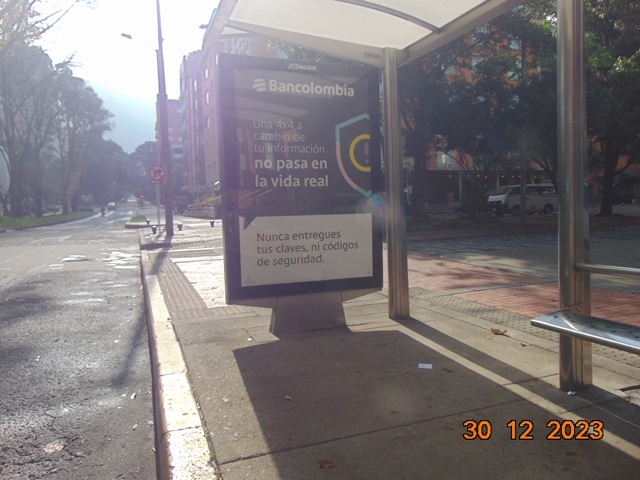 JCDecaux
Bancolombia
Una 4x4 a
cambio de
tu información
no pasa en
la vida real
Nunca entregues
tus claves, ni códigos
de seguridad.
30 12 2023